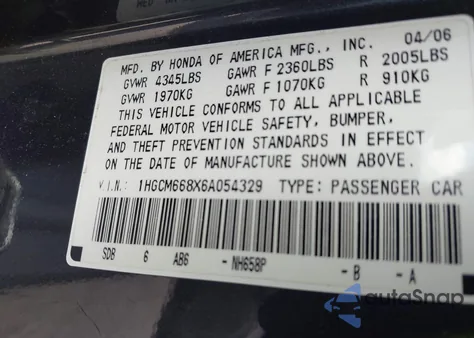 04/06
MFD. BY HONDA OF AMERICA MFG., INC.
GVWR 4345LBS GAWR F 2360LBS R 2005LBS
GVWR 1970KG GAWR F 1070KG R 910KG
THIS VEHICLE CONFORMS TO ALL APPLICABLE
FEDERAL MOTOR VEHICLE SAFETY, BUMPER,
AND THEFT PREVENTION STANDARDS IN EFFECT
ON THE DATE OF MANUFACTURE SHOWN ABOVE.
V.I.N.: 1HGCM668X6A054329 TYPE: PASSENGER CAR
SDB 6 AB6 -NH658P -B -A
autoSnap